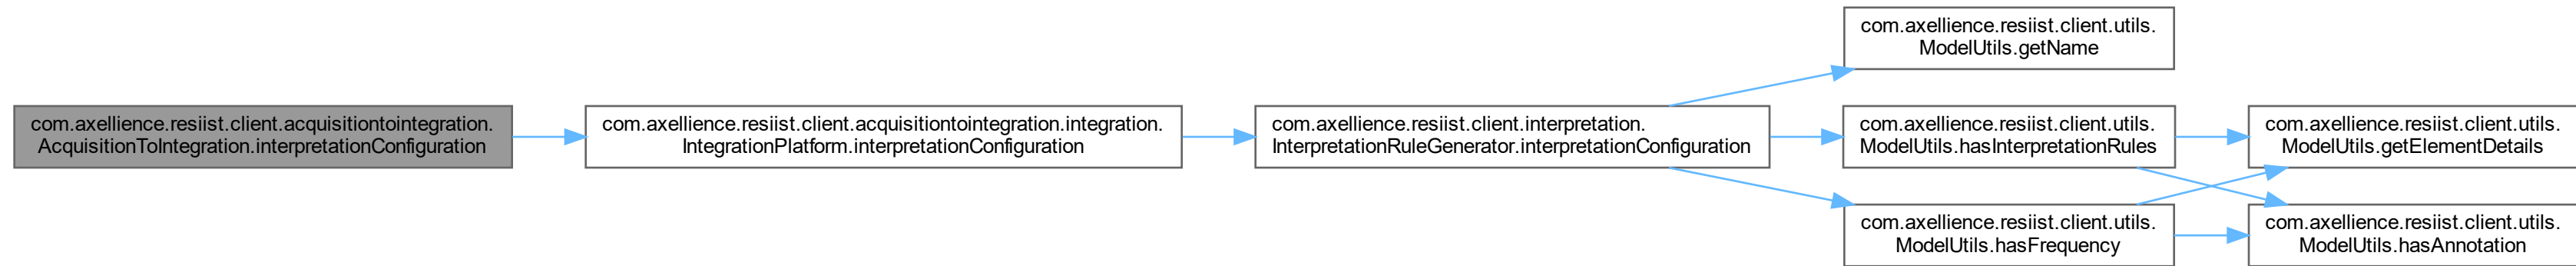 com.axellience.resiist.client.acquisitiontointegration.
AcquisitionToIntegration.interpretationConfiguration
com.axellience.resiist.client.acquisitiontointegration.integration.
IntegrationPlatform.interpretationConfiguration
com.axellience.resiist.client.interpretation.
InterpretationRuleGenerator.interpretationConfiguration
com.axellience.resiist.client.utils.
ModelUtils.getName
com.axellience.resiist.client.utils.
ModelUtils.hasInterpretationRules
com.axellience.resiist.client.utils.
ModelUtils.hasFrequency
com.axellience.resiist.client.utils.
ModelUtils.getElementDetails
com.axellience.resiist.client.utils.
ModelUtils.hasAnnotation